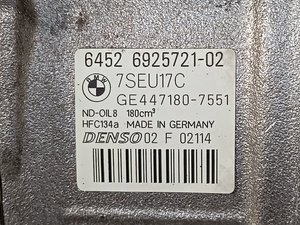 6452 6925721-02
7SEU17C
GE447180-7551
ND-OIL8 180cm³
HFC134a MADE IN GERMANY
DENSO 02 F 02114